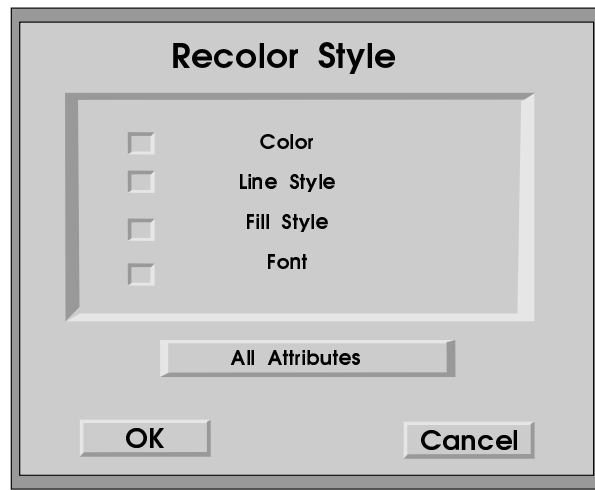 Recolor Style
Color
Line Style
Fill Style
Font
All Attributes
OK
Cancel